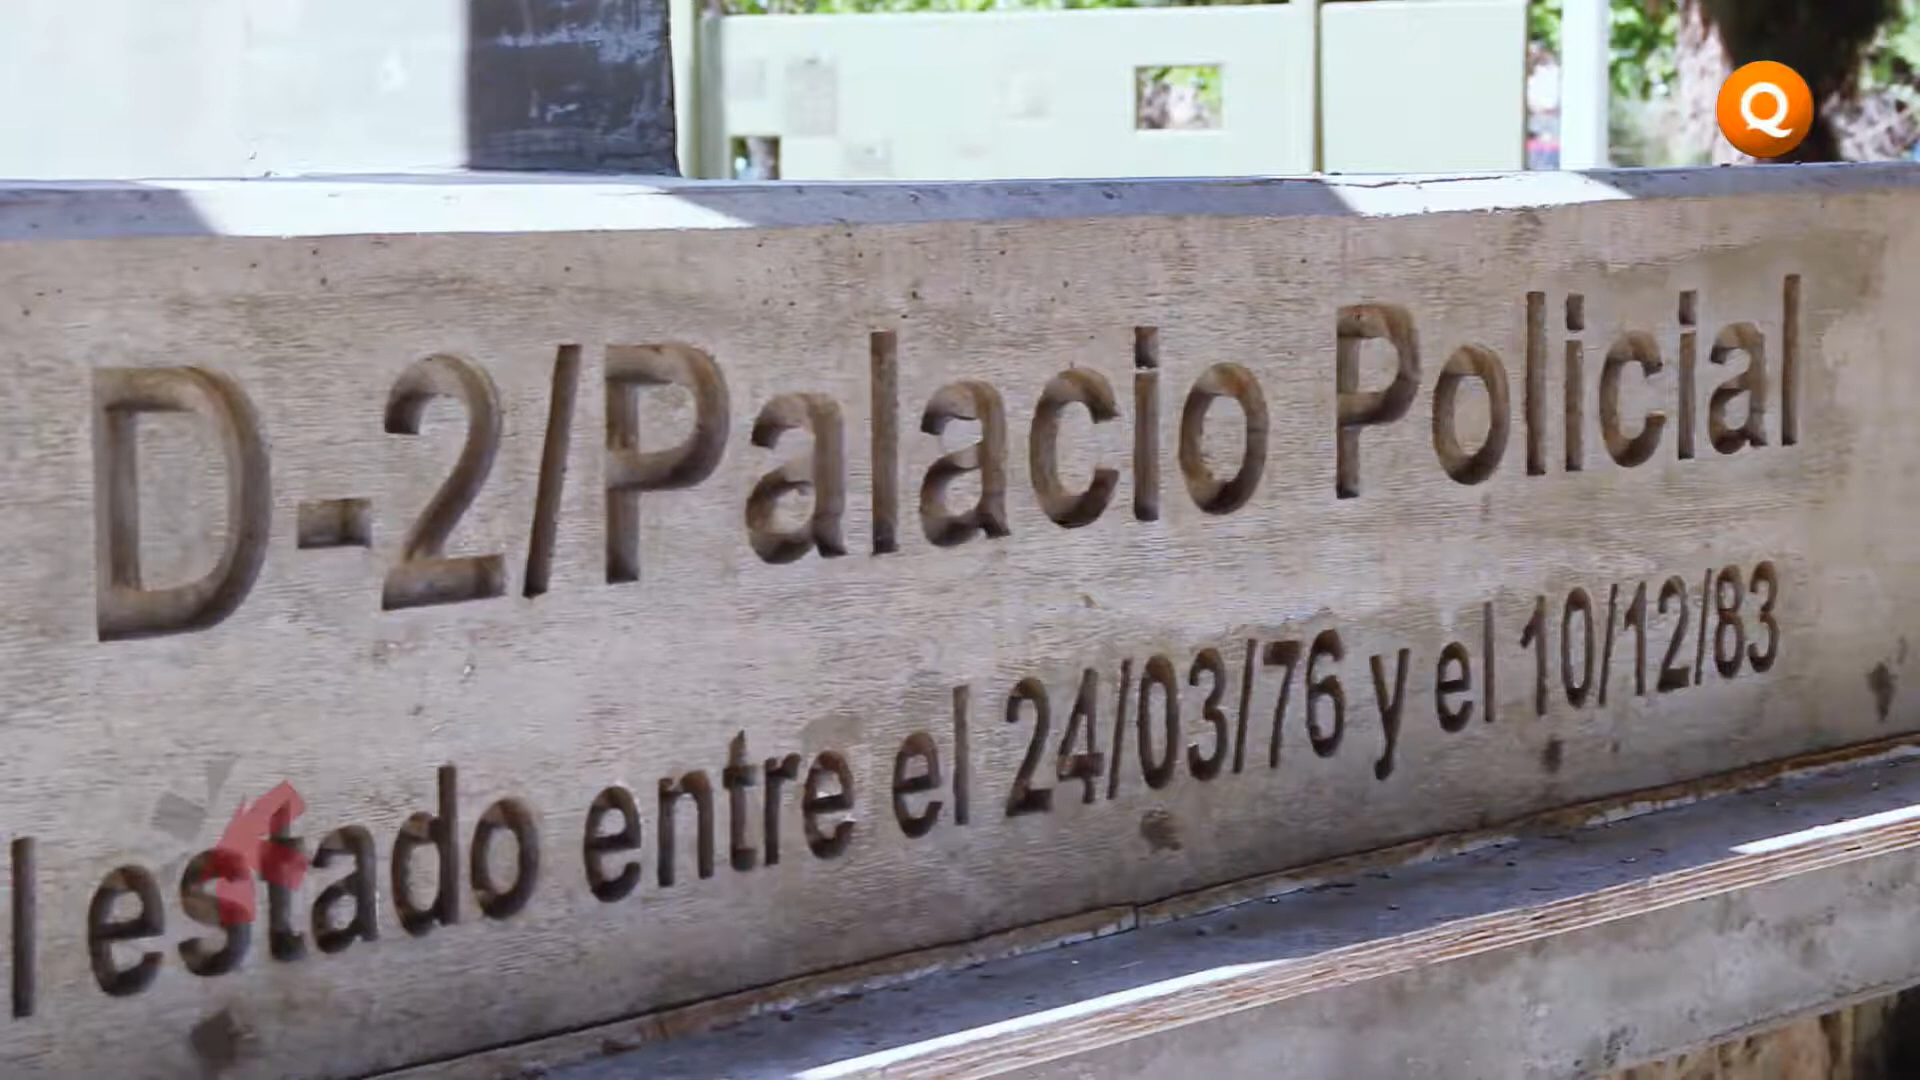 Q
D-2/Palacio Policial
l estado entre el 24/03/76 y el 10/12/83